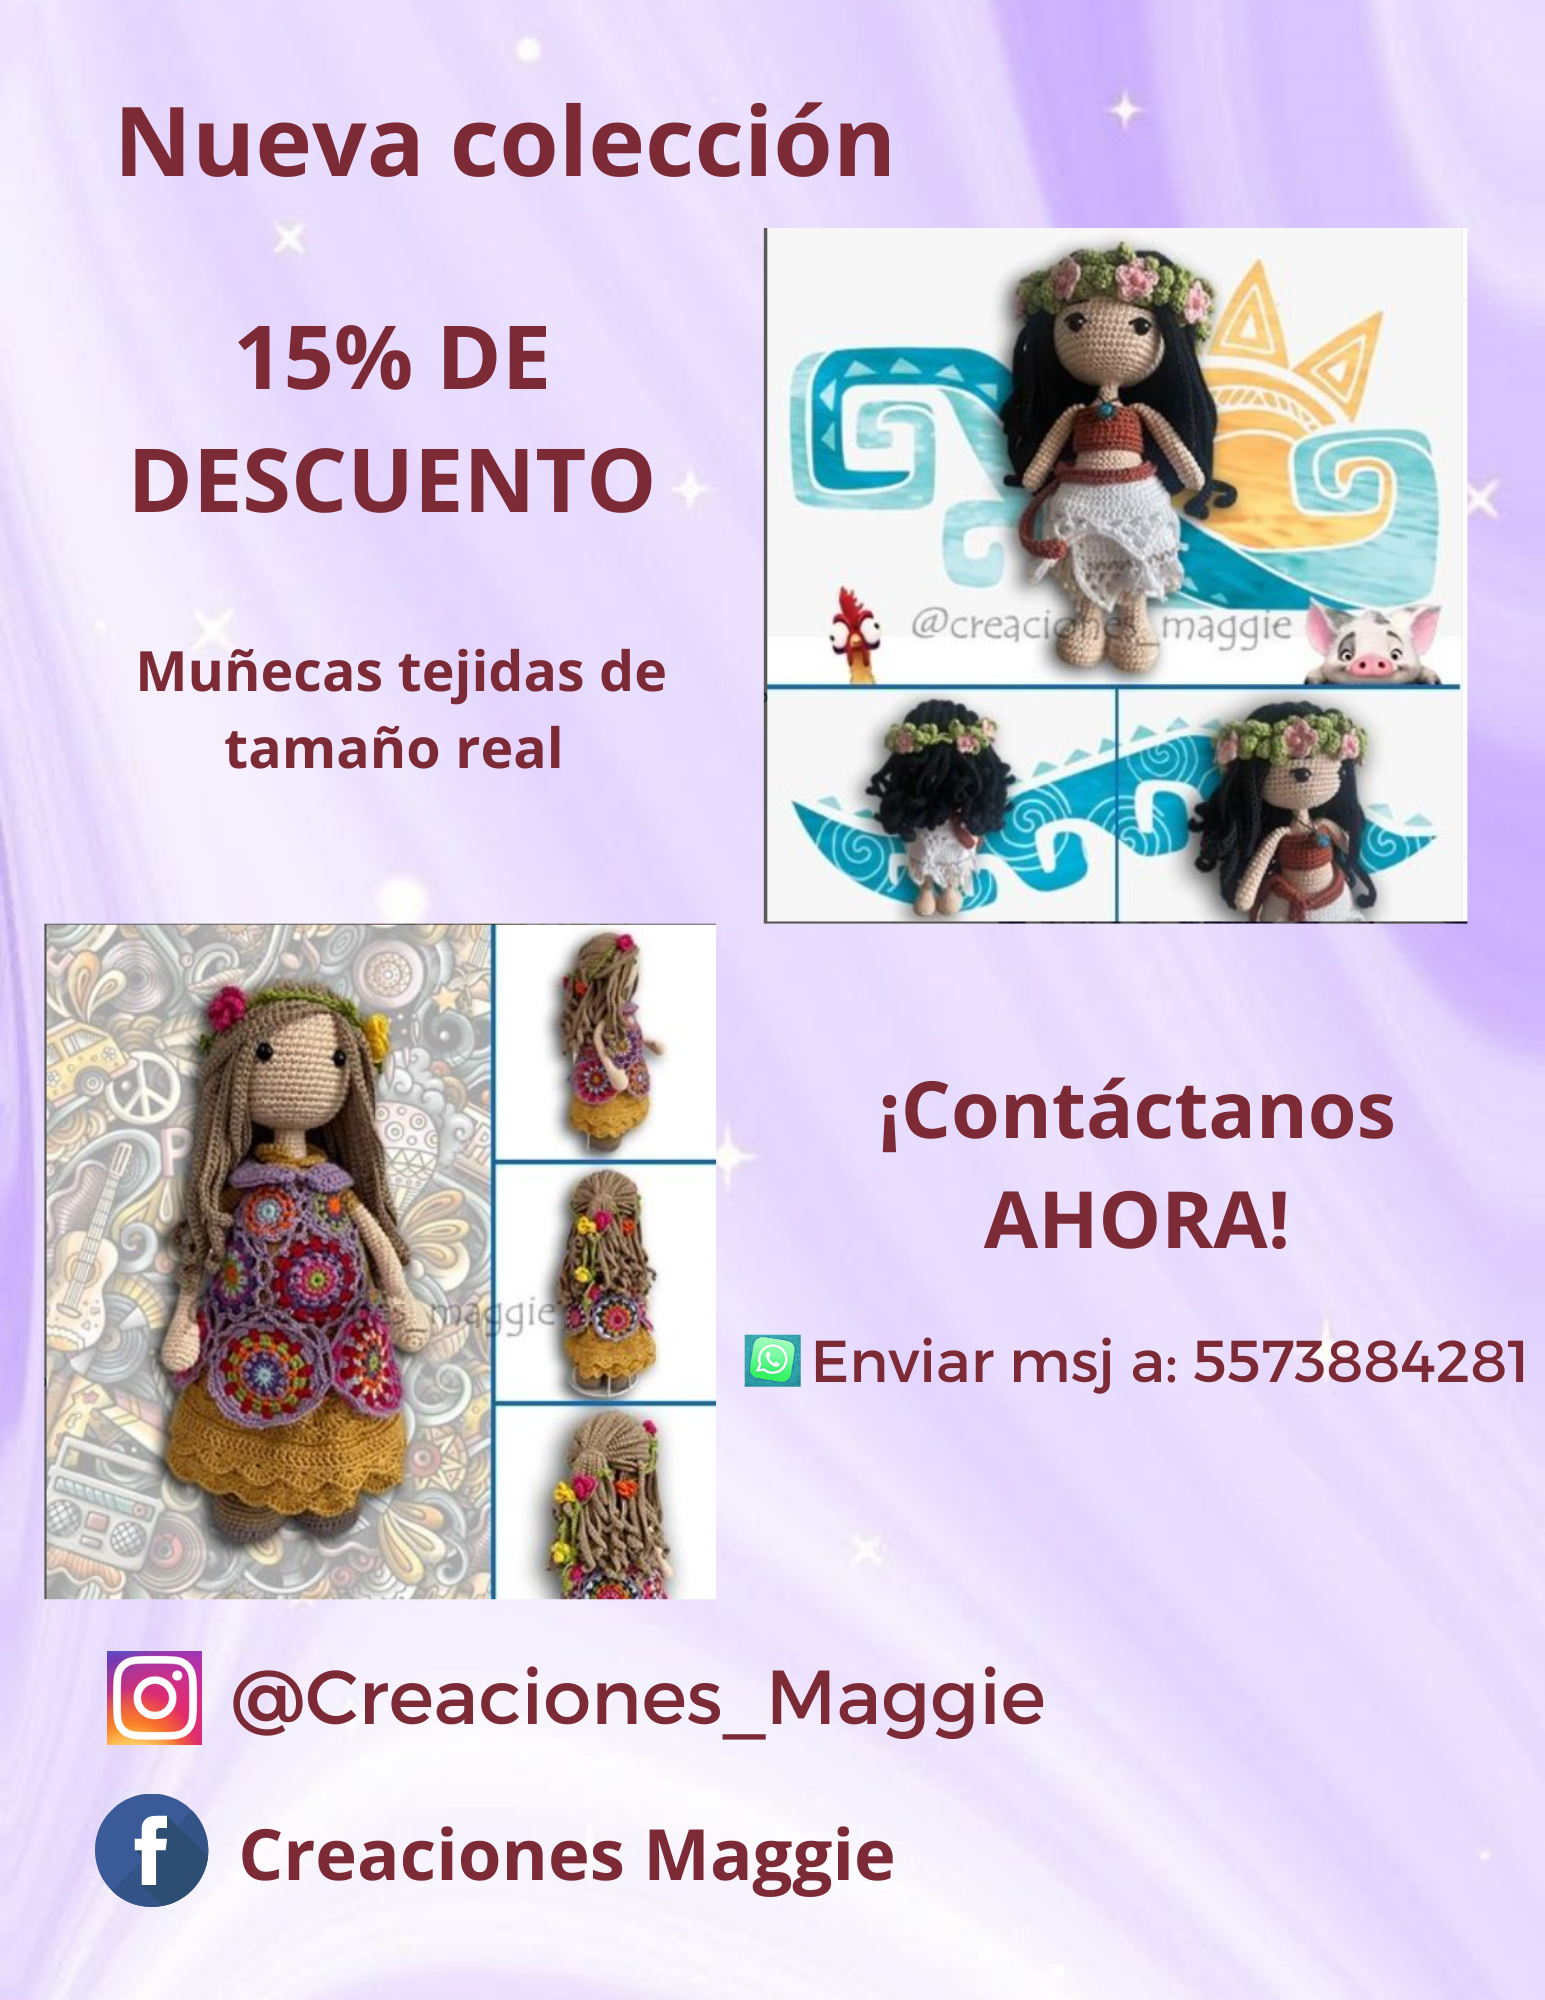 Nueva colección
15% DE
DESCUENTO
Muñecas tejidas de
tamaño real
@creaciones_maggie
nes_maggie
¡Contáctanos
AHORA!
Enviar msj a: 5573884281
@Creaciones_Maggie
Creaciones Maggie